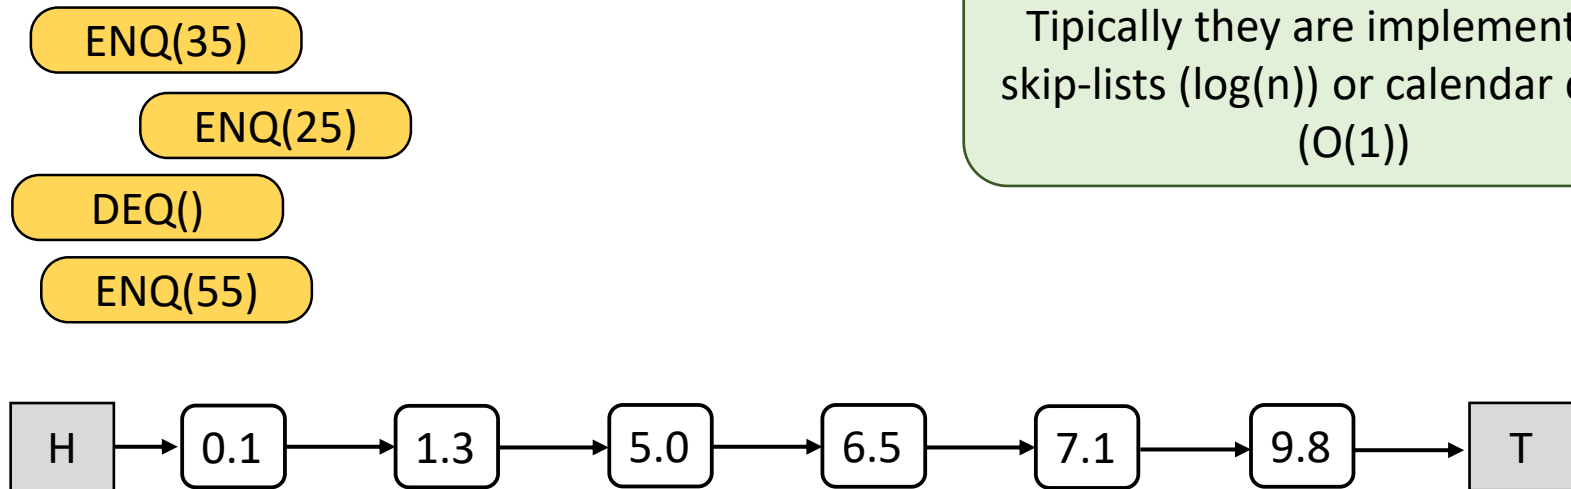 ENQ(35)
ENQ(25)
DEQ()
ENQ(55)
Tipically they are implement
skip-lists (log(n)) or calendar
(O(1))
H 0.1 1.3 5.0 6.5 7.1 9.8 T